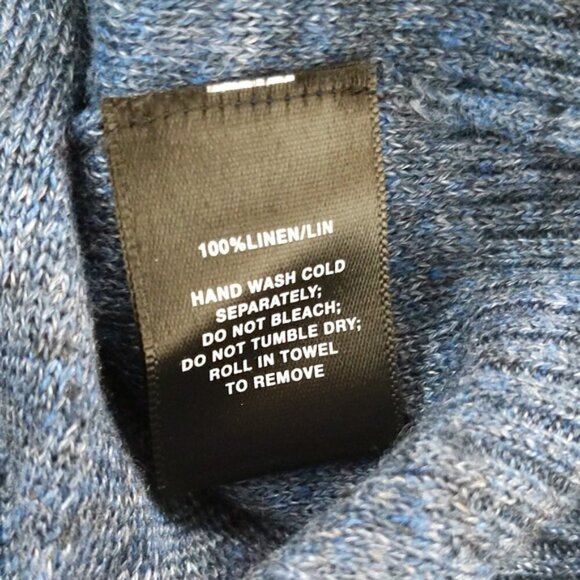 100%LINEN/LIN
HAND WASH COLD
SEPARATELY;
DO NOT BLEACH;
DO NOT TUMBLE DRY;
ROLL IN TOWEL
TO REMOVE